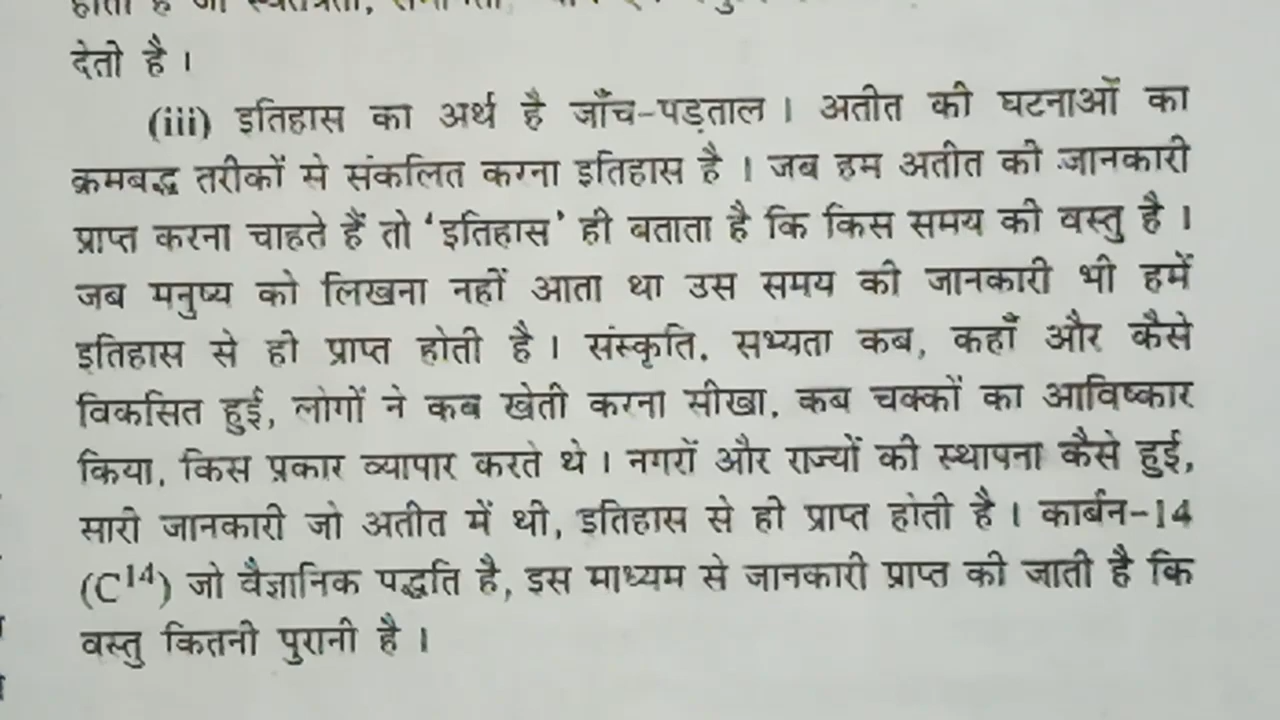 देती है ।
(iii) इतिहास का अर्थ है जाँच-पड़ताल । अतीत की घटनाओं का
क्रमबद्ध तरीकों से संकलित करना इतिहास है । जब हम अतीत की जानकारी
प्राप्त करना चाहते हैं तो ‘इतिहास’ ही बताता है कि किस समय की वस्तु है ।
जब मनुष्य को लिखना नहीं आता था उस समय की जानकारी भी हमें
इतिहास से ही प्राप्त होती है । संस्कृति, सभ्यता कब, कहाँ और कैसे
विकसित हुई, लोगों ने कब खेती करना सीखा, कब चक्कों का आविष्कार
किया, किस प्रकार व्यापार करते थे । नगरों और राज्यों की स्थापना कैसे हुई,
सारी जानकारी जो अतीत में थी, इतिहास से ही प्राप्त होती है । कार्बन-14
(C¹⁴) जो वैज्ञानिक पद्धति है, इस माध्यम से जानकारी प्राप्त की जाती है कि
वस्तु कितनी पुरानी है ।